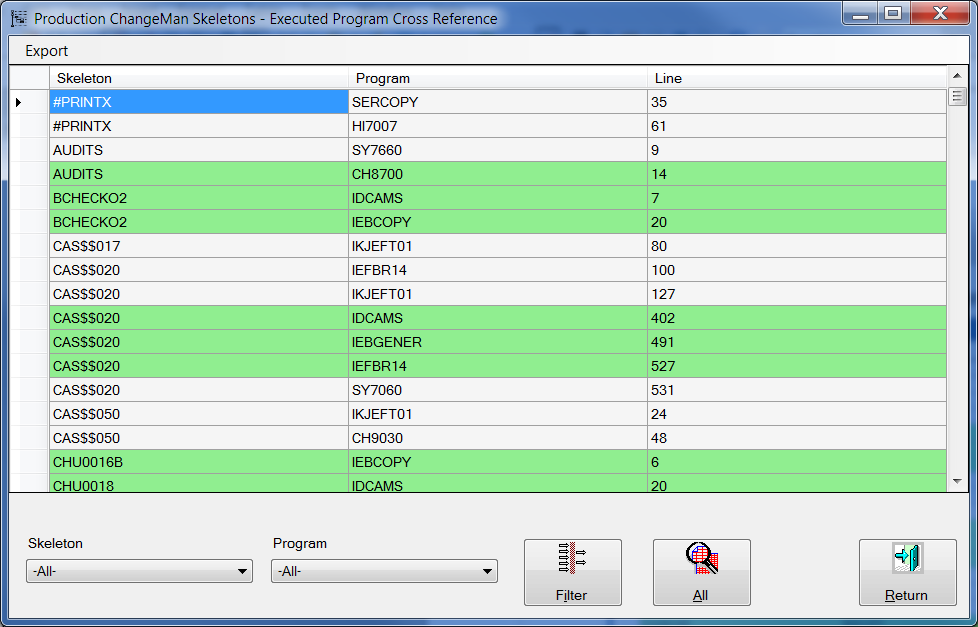 Production ChangeMan Skeletons - Executed Program Cross Reference
Export
Skeleton Program Line
#PRINTX SERCOPY 35
#PRINTX HI7007 61
AUDITS SY7660 9
AUDITS CH8700 14
BCHECKO2 IDCAMS 7
BCHECKO2 IEBCOPY 20
CAS$$017 IKJEFT01 80
CAS$$020 IEFBR14 100
CAS$$020 IKJEFT01 127
CAS$$020 IDCAMS 402
CAS$$020 IEBGENER 491
CAS$$020 IEFBR14 527
CAS$$020 SY7060 531
CAS$$050 IKJEFT01 24
CAS$$050 CH9030 48
CHU0016B IEBCOPY 6
CHU0018 IDCAMS 20
Skeleton Program
-All- -All-
Filter All Return